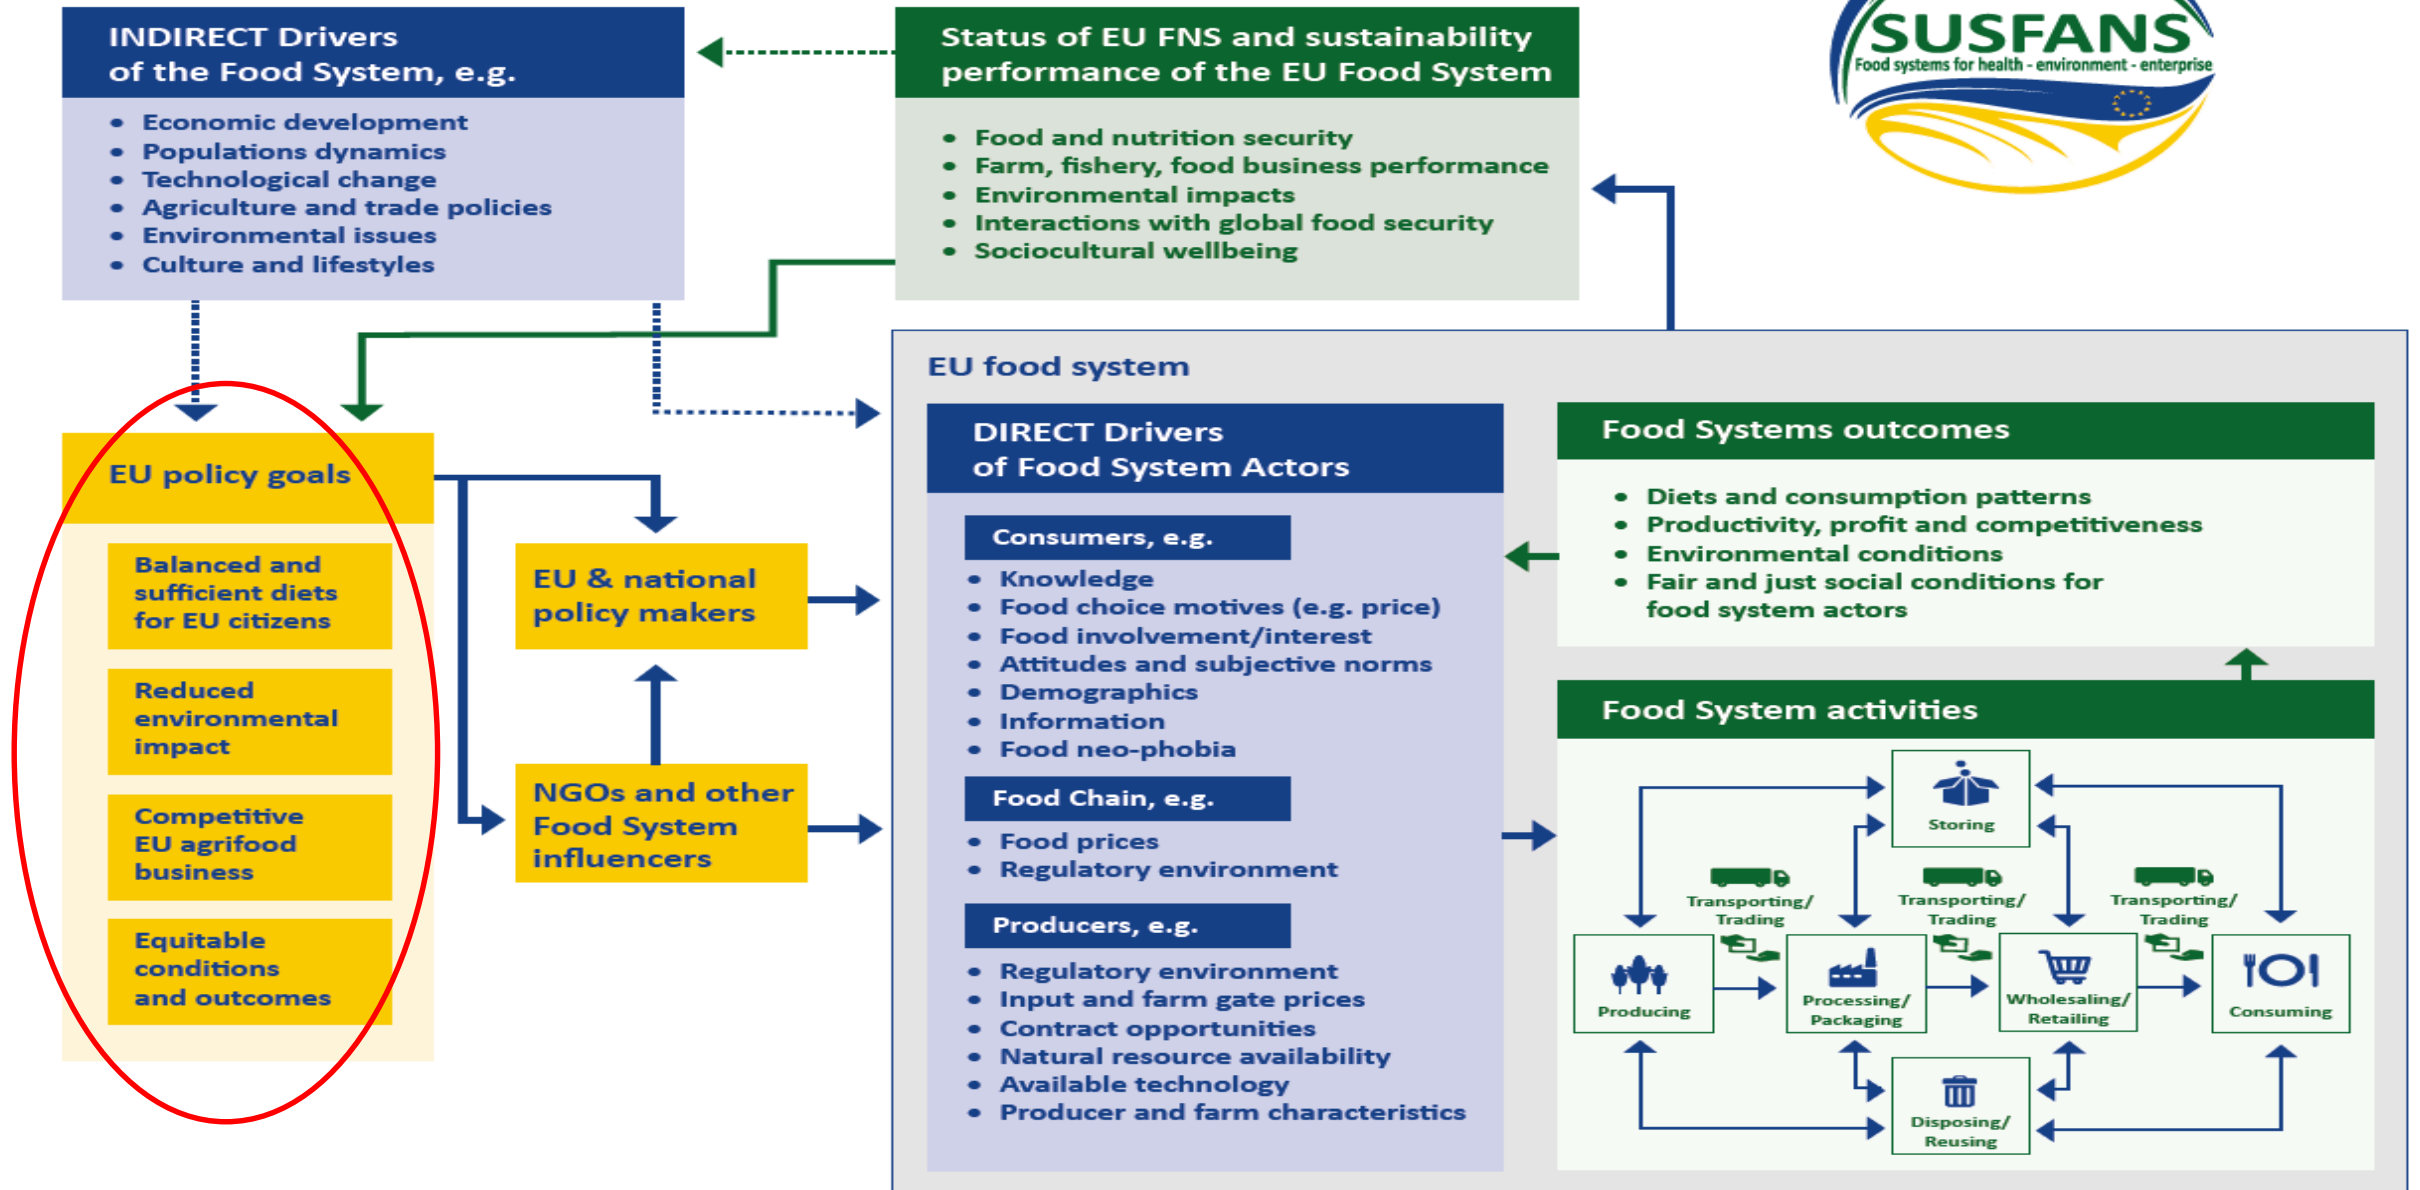 INDIRECT Drivers
of the Food System, e.g.
• Economic development
• Populations dynamics
• Technological change
• Agriculture and trade policies
• Environmental issues
• Culture and lifestyles
Status of EU FNS and sustainability
performance of the EU Food System
• Food and nutrition security
• Farm, fishery, food business performance
• Environmental impacts
• Interactions with global food security
• Sociocultural wellbeing
SUSFANS
Food systems for health - environment - enterprise
EU policy goals
Balanced and
sufficient diets
for EU citizens
Reduced
environmental
impact
Competitive
EU agrifood
business
Equitable
conditions
and outcomes
EU & national
policy makers
NGOs and other
Food System
influencers
EU food system
DIRECT Drivers
of Food System Actors
Consumers, e.g.
• Knowledge
• Food choice motives (e.g. price)
• Food involvement/interest
• Attitudes and subjective norms
• Demographics
• Information
• Food neo-phobia
Food Chain, e.g.
• Food prices
• Regulatory environment
Producers, e.g.
• Regulatory environment
• Input and farm gate prices
• Contract opportunities
• Natural resource availability
• Available technology
• Producer and farm characteristics
Food Systems outcomes
• Diets and consumption patterns
• Productivity, profit and competitiveness
• Environmental conditions
• Fair and just social conditions for
food system actors
Food System activities
Storing
Transporting/
Trading
Transporting/
Trading
Transporting/
Trading
Producing
Processing/
Packaging
Wholesaling/
Retailing
Consuming
Disposing/
Reusing